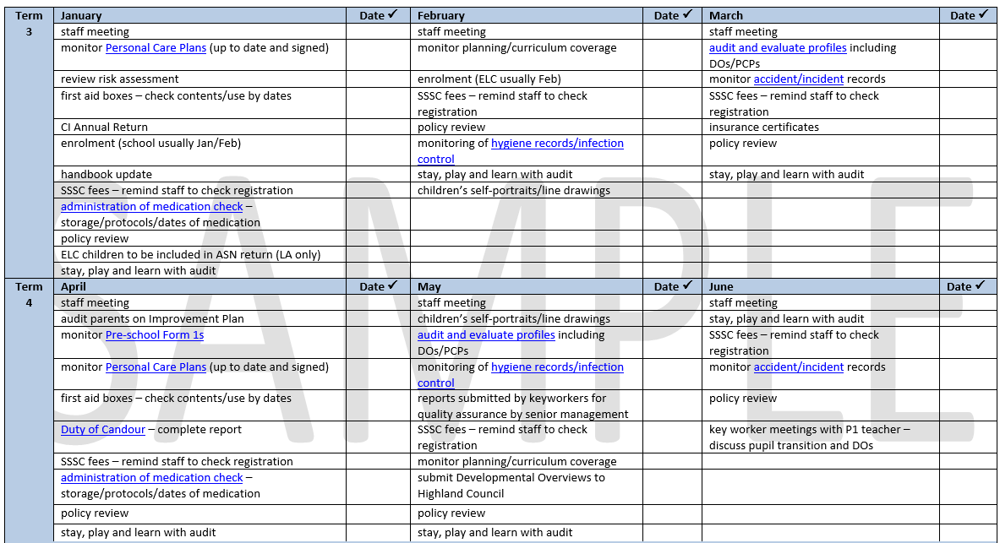 Term January Date ✓ February Date ✓ March Date ✓
3 staff meeting staff meeting staff meeting
monitor Personal Care Plans (up to date and signed) monitor planning/curriculum coverage audit and evaluate profiles including
DOs/PCPs
review risk assessment enrolment (ELC usually Feb) monitor accident/incident records
first aid boxes – check contents/use by dates SSSC fees – remind staff to check SSSC fees – remind staff to check
registration registration
CI Annual Return policy review insurance certificates
enrolment (school usually Jan/Feb) monitoring of hygiene records/infection policy review
control
handbook update stay, play and learn with audit stay, play and learn with audit
SSSC fees – remind staff to check registration children's self-portraits/line drawings
administration of medication check –
storage/protocols/dates of medication
policy review
ELC children to be included in ASN return (LA only)
stay, play and learn with audit
SAMPLE
Term April Date ✓ May Date ✓ June Date ✓
4 staff meeting staff meeting staff meeting
audit parents on Improvement Plan children's self-portraits/line drawings stay, play and learn with audit
monitor Pre-school Form 1s audit and evaluate profiles including SSSC fees – remind staff to check
DOs/PCPs registration
monitor Personal Care Plans (up to date and signed) monitoring of hygiene records/infection monitor accident/incident records
control
first aid boxes – check contents/use by dates reports submitted by keyworkers for policy review
quality assurance by senior management
Duty of Candour – complete report SSSC fees – remind staff to check key worker meetings with P1 teacher –
registration discuss pupil transition and DOs
SSSC fees – remind staff to check registration monitor planning/curriculum coverage
administration of medication check – submit Developmental Overviews to
storage/protocols/dates of medication Highland Council
policy review policy review
stay, play and learn with audit stay, play and learn with audit